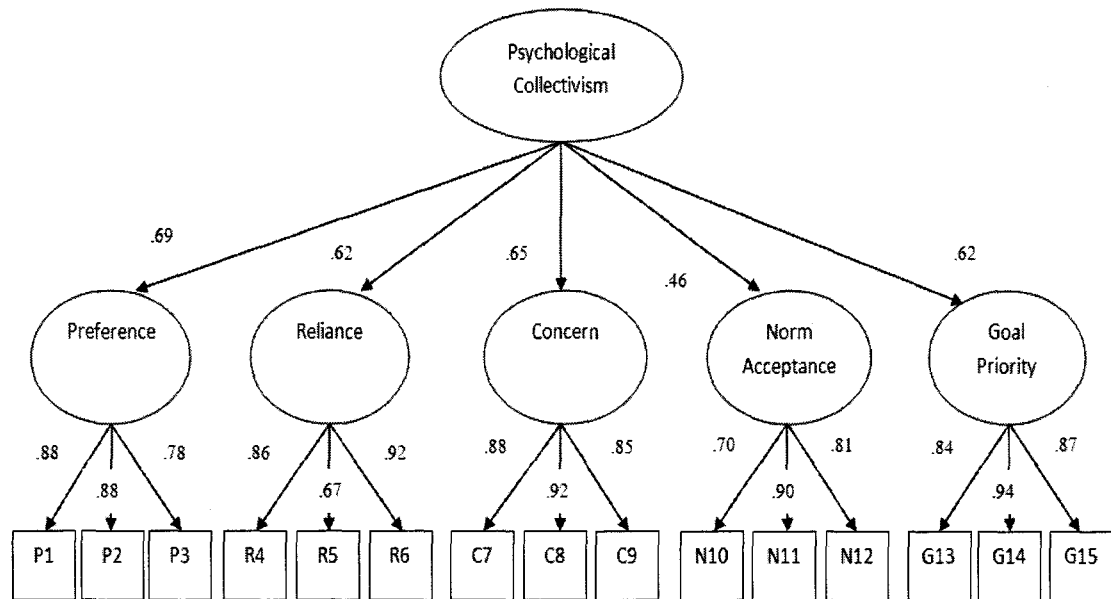 Psychological
Collectivism
.69
.62
.65
.46
.62
Preference
Reliance
Concern
Norm
Acceptance
Goal
Priority
.88
.88
.78
.86
.67
.92
.88
.92
.85
.70
.90
.81
.84
.94
.87
P1
P2
P3
R4
R5
R6
C7
C8
C9
N10
N11
N12
G13
G14
G15